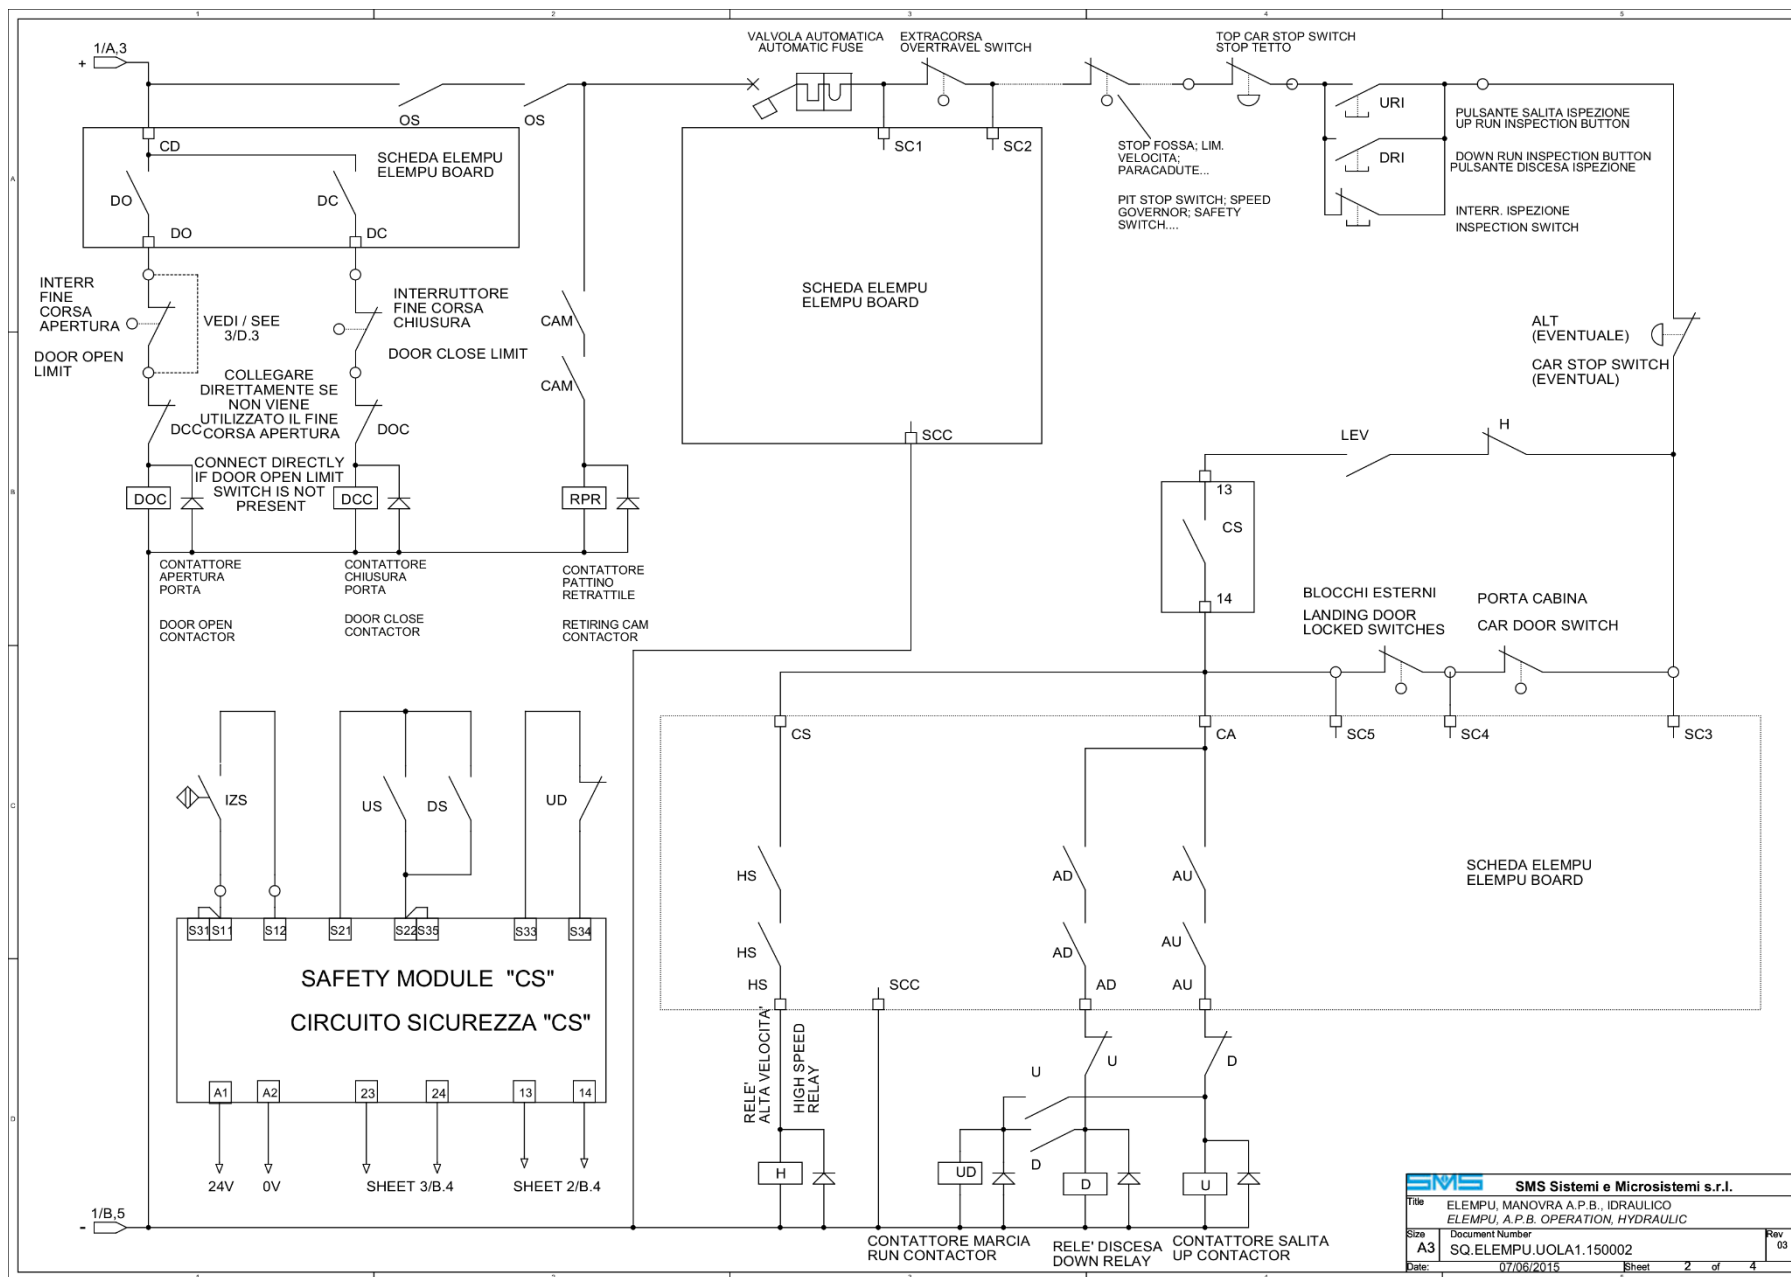 1
2
3
4
5
1/A,3
+
VALVOLA AUTOMATICA
AUTOMATIC FUSE
EXTRACORSA
OVERTRAVEL SWITCH
TOP CAR STOP SWITCH
STOP TETTO
OS
OS
URI
PULSANTE SALITA ISPEZIONE
UP RUN INSPECTION BUTTON
CD
SCHEDA ELEMPU
ELEMPU BOARD
SC1
SC2
STOP FOSSA; LIM.
VELOCITA;
PARACADUTE...
PIT STOP SWITCH; SPEED
GOVERNOR; SAFETY
SWITCH....
DRI
DOWN RUN INSPECTION BUTTON
PULSANTE DISCESA ISPEZIONE
INTERR. ISPEZIONE
INSPECTION SWITCH
A
DO
DC
DO
DC
INTERR
FINE
CORSA
APERTURA
DOOR OPEN
LIMIT
VEDI / SEE
3/D.3
INTERRUTTORE
FINE CORSA
CHIUSURA
DOOR CLOSE LIMIT
CAM
CAM
SCHEDA ELEMPU
ELEMPU BOARD
ALT
(EVENTUALE)
CAR STOP SWITCH
(EVENTUAL)
COLLEGARE
DIRETTAMENTE SE
NON VIENE
UTILIZZATO IL FINE
CORSA APERTURA
DCC
DOC
CONNECT DIRECTLY
IF DOOR OPEN LIMIT
SWITCH IS NOT
PRESENT
SCC
LEV
H
B
DOC
DCC
RPR
13
CS
14
CONTATTORE
APERTURA
PORTA
DOOR OPEN
CONTACTOR
CONTATTORE
CHIUSURA
PORTA
DOOR CLOSE
CONTACTOR
CONTATTORE
PATTINO
RETRATTILE
RETIRING CAM
CONTACTOR
BLOCCHI ESTERNI
LANDING DOOR
LOCKED SWITCHES
PORTA CABINA
CAR DOOR SWITCH
CS
CA
SC5
SC4
SC3
C
IZS
US
DS
UD
HS
AD
AU
SCHEDA ELEMPU
ELEMPU BOARD
S31
S11
S12
S21
S22
S35
S33
S34
HS
AD
AU
HS
SCC
AD
AU
SAFETY MODULE "CS"
CIRCUITO SICUREZZA "CS"
RELE'
ALTA VELOCITA'
HIGH SPEED
RELAY
U
U
D
A1
A2
23
24
13
14
D
D
H
UD
D
U
24V
0V
SHEET 3/B.4
SHEET 2/B.4
1/B,5
-
CONTATTORE MARCIA
RUN CONTACTOR
RELE' DISCESA
DOWN RELAY
CONTATTORE SALITA
UP CONTACTOR
SMS
SMS Sistemi e Microsistemi s.r.l.
Title
ELEMPU, MANOVRA A.P.B., IDRAULICO
ELEMPU, A.P.B. OPERATION, HYDRAULIC
Size
A3
Document Number
SQ.ELEMPU.UOLA1.150002
Rev
03
Date:
07/06/2015
Sheet
2
of
4
1
2
3
4
5